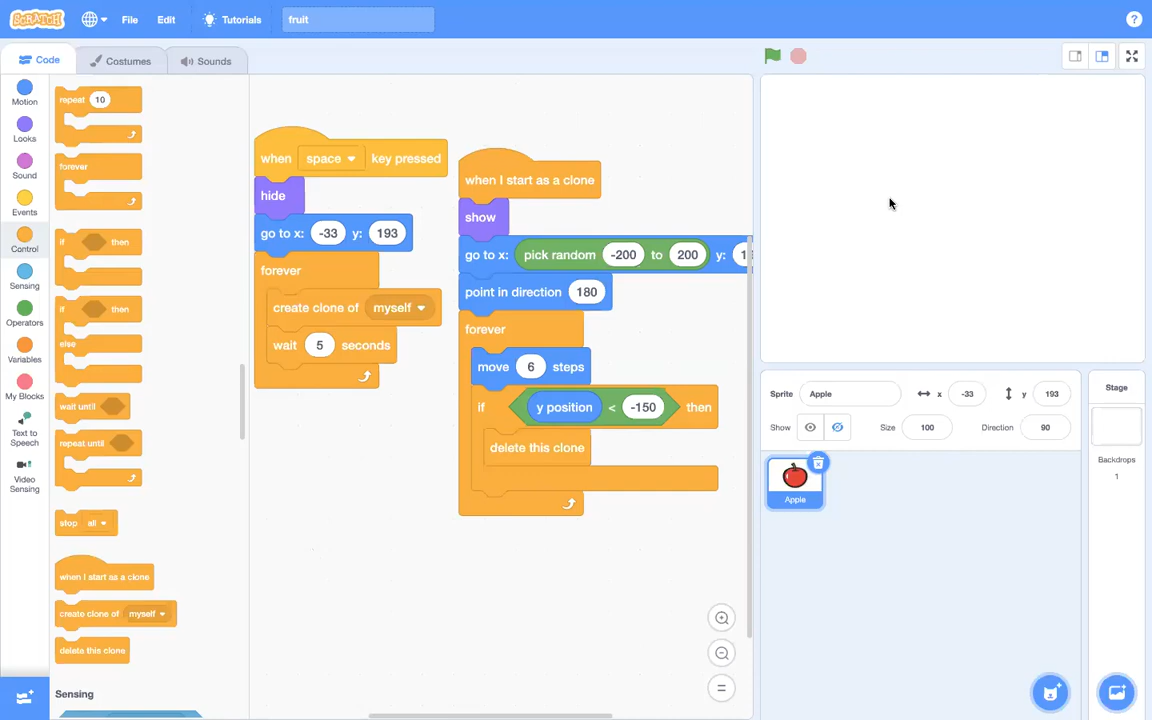 SCRATCH File Edit Tutorials fruit ?
Code Costumes Sounds
Motion
Looks
Sound
Events
Control
Sensing
Operators
Variables
My Blocks
Text to
Speech
Video
Sensing
repeat 10
forever
if then
if then
else
wait until
repeat until
stop all
when I start as a clone
create clone of myself
delete this clone
Sensing
when space key pressed
hide
go to x: -33 y: 193
forever
create clone of myself
wait 5 seconds
when I start as a clone
show
go to x: pick random -200 to 200 y:
point in direction 180
forever
move 6 steps
if y position < -150 then
delete this clone
Sprite Apple x -33 y 193
Show Size 100 Direction 90
Apple
Stage
Backdrops
1